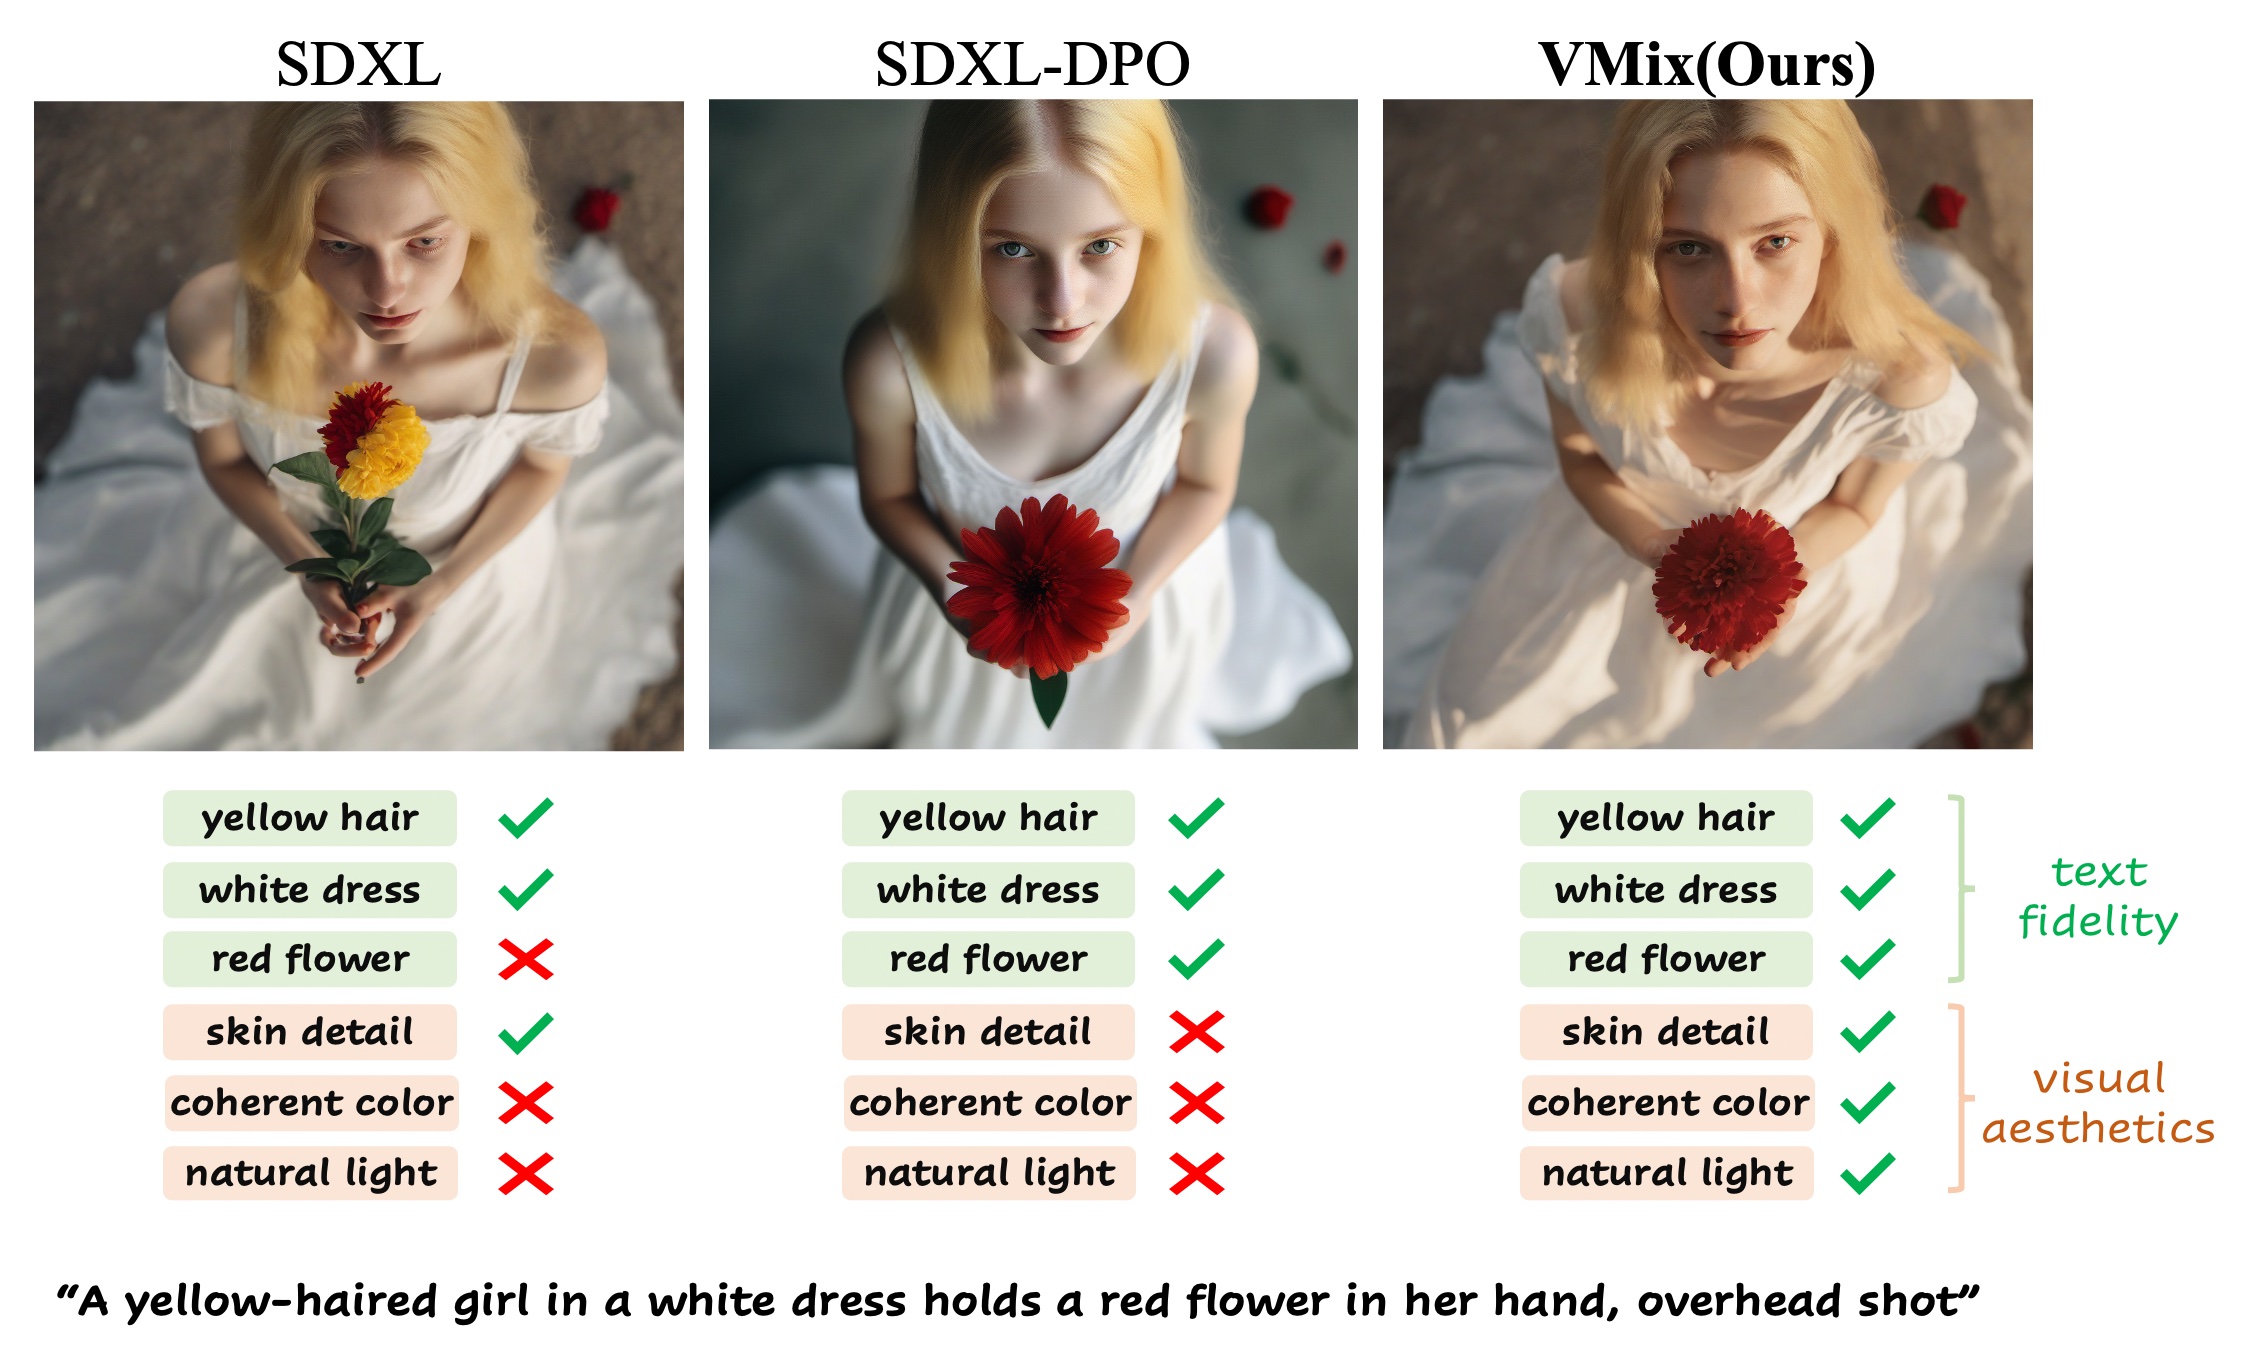 SDXL
SDXL-DPO
VMix(Ours)
yellow hair
white dress
red flower
skin detail
coherent color
natural light
yellow hair
white dress
red flower
skin detail
coherent color
natural light
yellow hair
white dress
red flower
skin detail
coherent color
natural light
text
fidelity
visual
aesthetics
“A yellow-haired girl in a white dress holds a red flower in her hand, overhead shot”